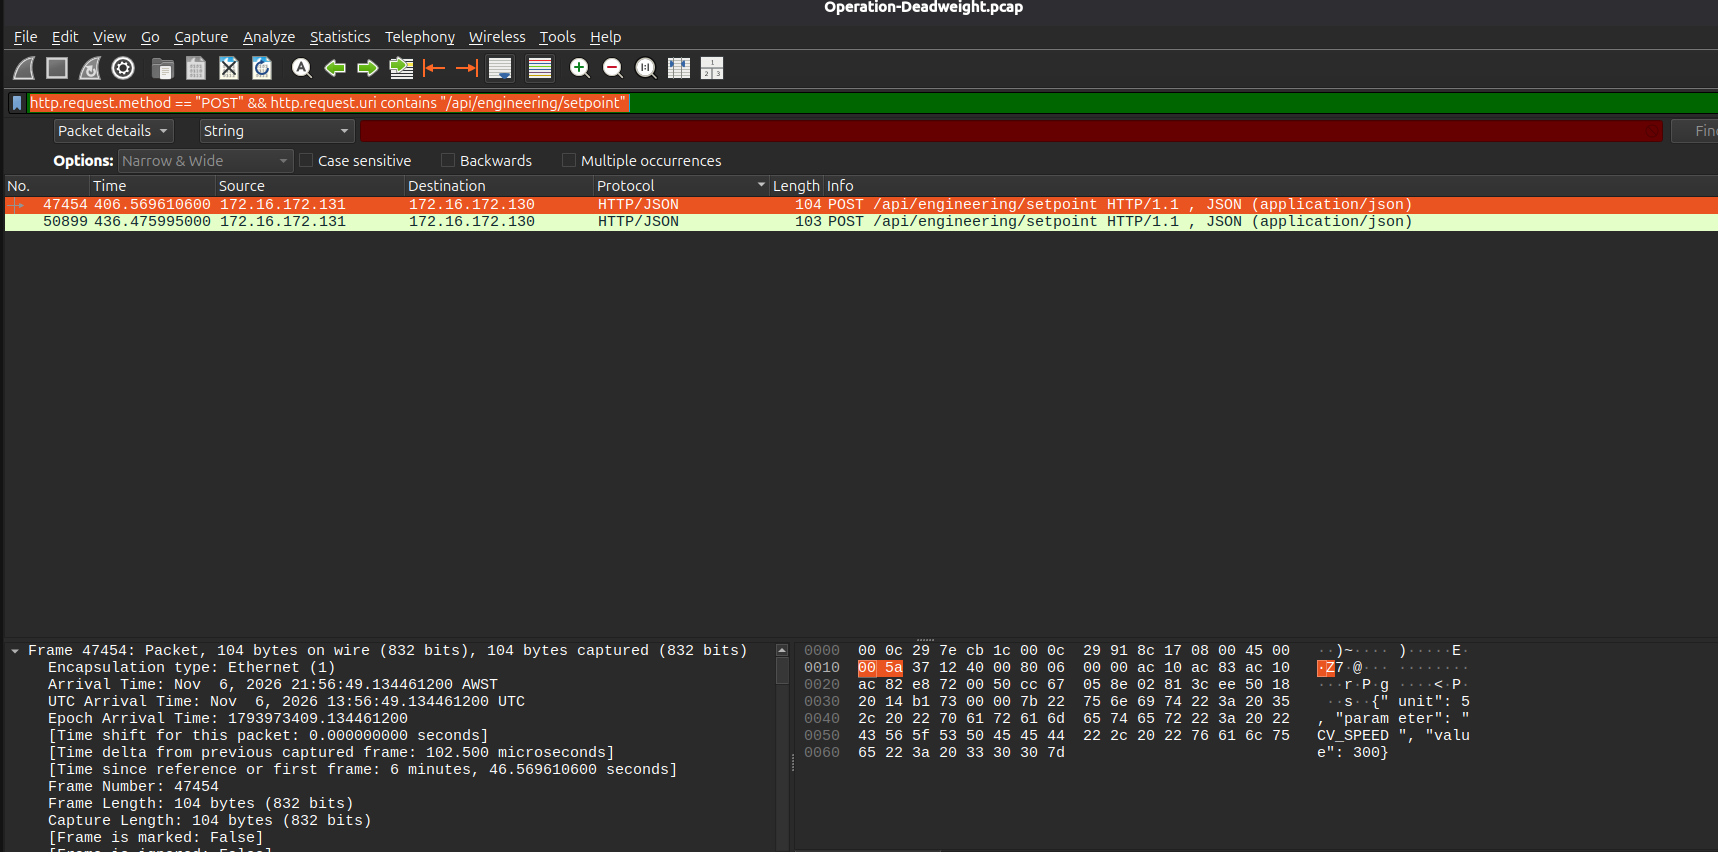 Operation-Deadweight.pcap
File Edit View Go Capture Analyze Statistics Telephony Wireless Tools Help
http.request.method == "POST" && http.request.uri contains "/api/engineering/setpoint"
Packet details String
Options: Narrow & Wide Case sensitive Backwards Multiple occurrences
No. Time Source Destination Protocol Length Info
47454 406.569610600 172.16.172.131 172.16.172.130 HTTP/JSON 104 POST /api/engineering/setpoint HTTP/1.1 , JSON (application/json)
50899 436.475995000 172.16.172.131 172.16.172.130 HTTP/JSON 103 POST /api/engineering/setpoint HTTP/1.1 , JSON (application/json)
Frame 47454: Packet, 104 bytes on wire (832 bits), 104 bytes captured (832 bits)
Encapsulation type: Ethernet (1)
Arrival Time: Nov  6, 2026 21:56:49.134461200 AWST
UTC Arrival Time: Nov  6, 2026 13:56:49.134461200 UTC
Epoch Arrival Time: 1793973409.134461200
[Time shift for this packet: 0.000000000 seconds]
[Time delta from previous captured frame: 102.500 microseconds]
[Time since reference or first frame: 6 minutes, 46.569610600 seconds]
Frame Number: 47454
Frame Length: 104 bytes (832 bits)
Capture Length: 104 bytes (832 bits)
[Frame is marked: False]
0000 00 0c 29 7e cb 1c 00 0c 29 91 8c 17 08 00 45 00 ··)~···· )·····E·
0010 00 5a 37 12 40 00 80 06 00 00 ac 10 ac 83 ac 10 ·Z7·@··· ········
0020 ac 82 e8 72 00 50 cc 67 05 8e 02 81 3c ee 50 18 ···r·P·g ····<·P·
0030 20 14 b1 73 00 00 7b 22 75 6e 69 74 22 3a 20 35 ··s··{" unit": 5
0040 2c 20 22 70 61 72 61 6d 65 74 65 72 22 3a 20 22 , "param eter": "
0050 43 56 5f 53 50 45 45 44 22 2c 20 22 76 61 6c 75 CV_SPEED ", "valu
0060 65 22 3a 20 33 30 30 7d e": 300}